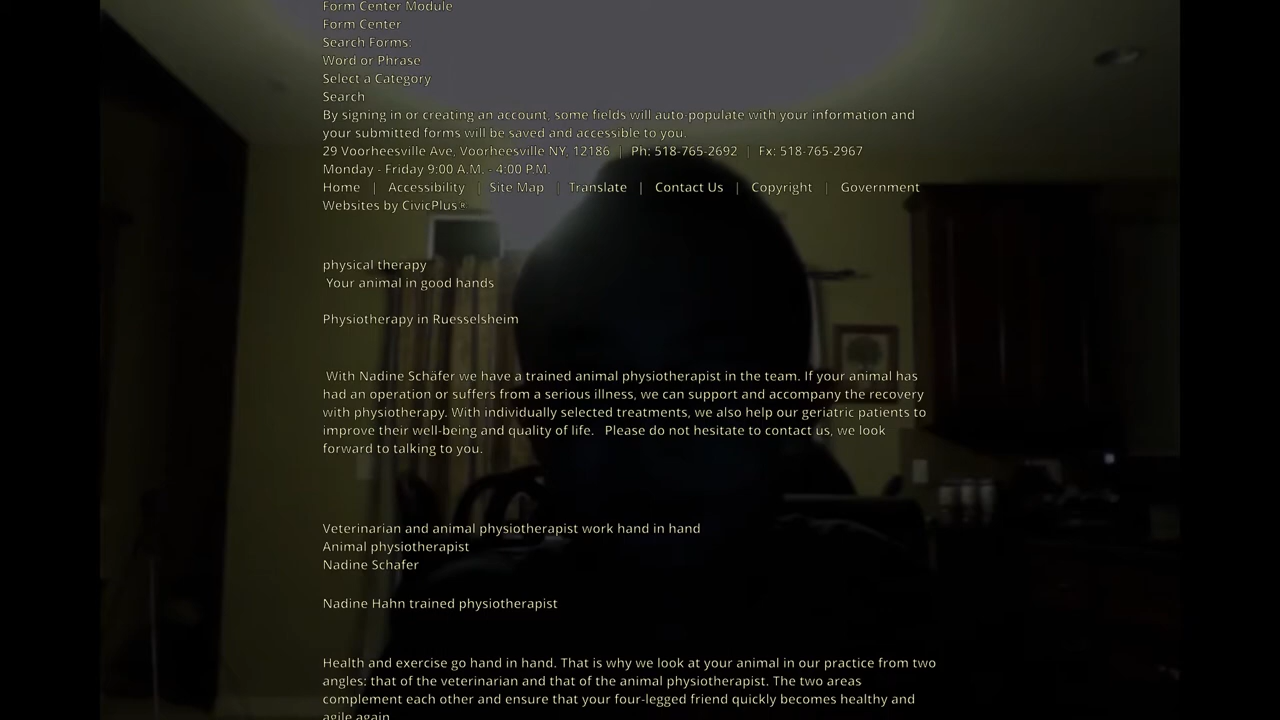 Form Center Module
Form Center
Search Forms:
Word or Phrase
Select a Category
Search
By signing in or creating an account, some fields will auto-populate with your information and
your submitted forms will be saved and accessible to you.
29 Voorheesville Ave, Voorheesville NY, 12186 | Ph: 518-765-2692 | Fx: 518-765-2967
Monday - Friday 9:00 A.M. - 4:00 P.M.
Home | Accessibility | Site Map | Translate | Contact Us | Copyright | Government
Websites by CivicPlus®
physical therapy
Your animal in good hands
Physiotherapy in Ruesselsheim
With Nadine Schäfer we have a trained animal physiotherapist in the team. If your animal has
had an operation or suffers from a serious illness, we can support and accompany the recovery
with physiotherapy. With individually selected treatments, we also help our geriatric patients to
improve their well-being and quality of life. Please do not hesitate to contact us, we look
forward to talking to you.
Veterinarian and animal physiotherapist work hand in hand
Animal physiotherapist
Nadine Schafer
Nadine Hahn trained physiotherapist
Health and exercise go hand in hand. That is why we look at your animal in our practice from two
angles: that of the veterinarian and that of the animal physiotherapist. The two areas
complement each other and ensure that your four-legged friend quickly becomes healthy and
agile again